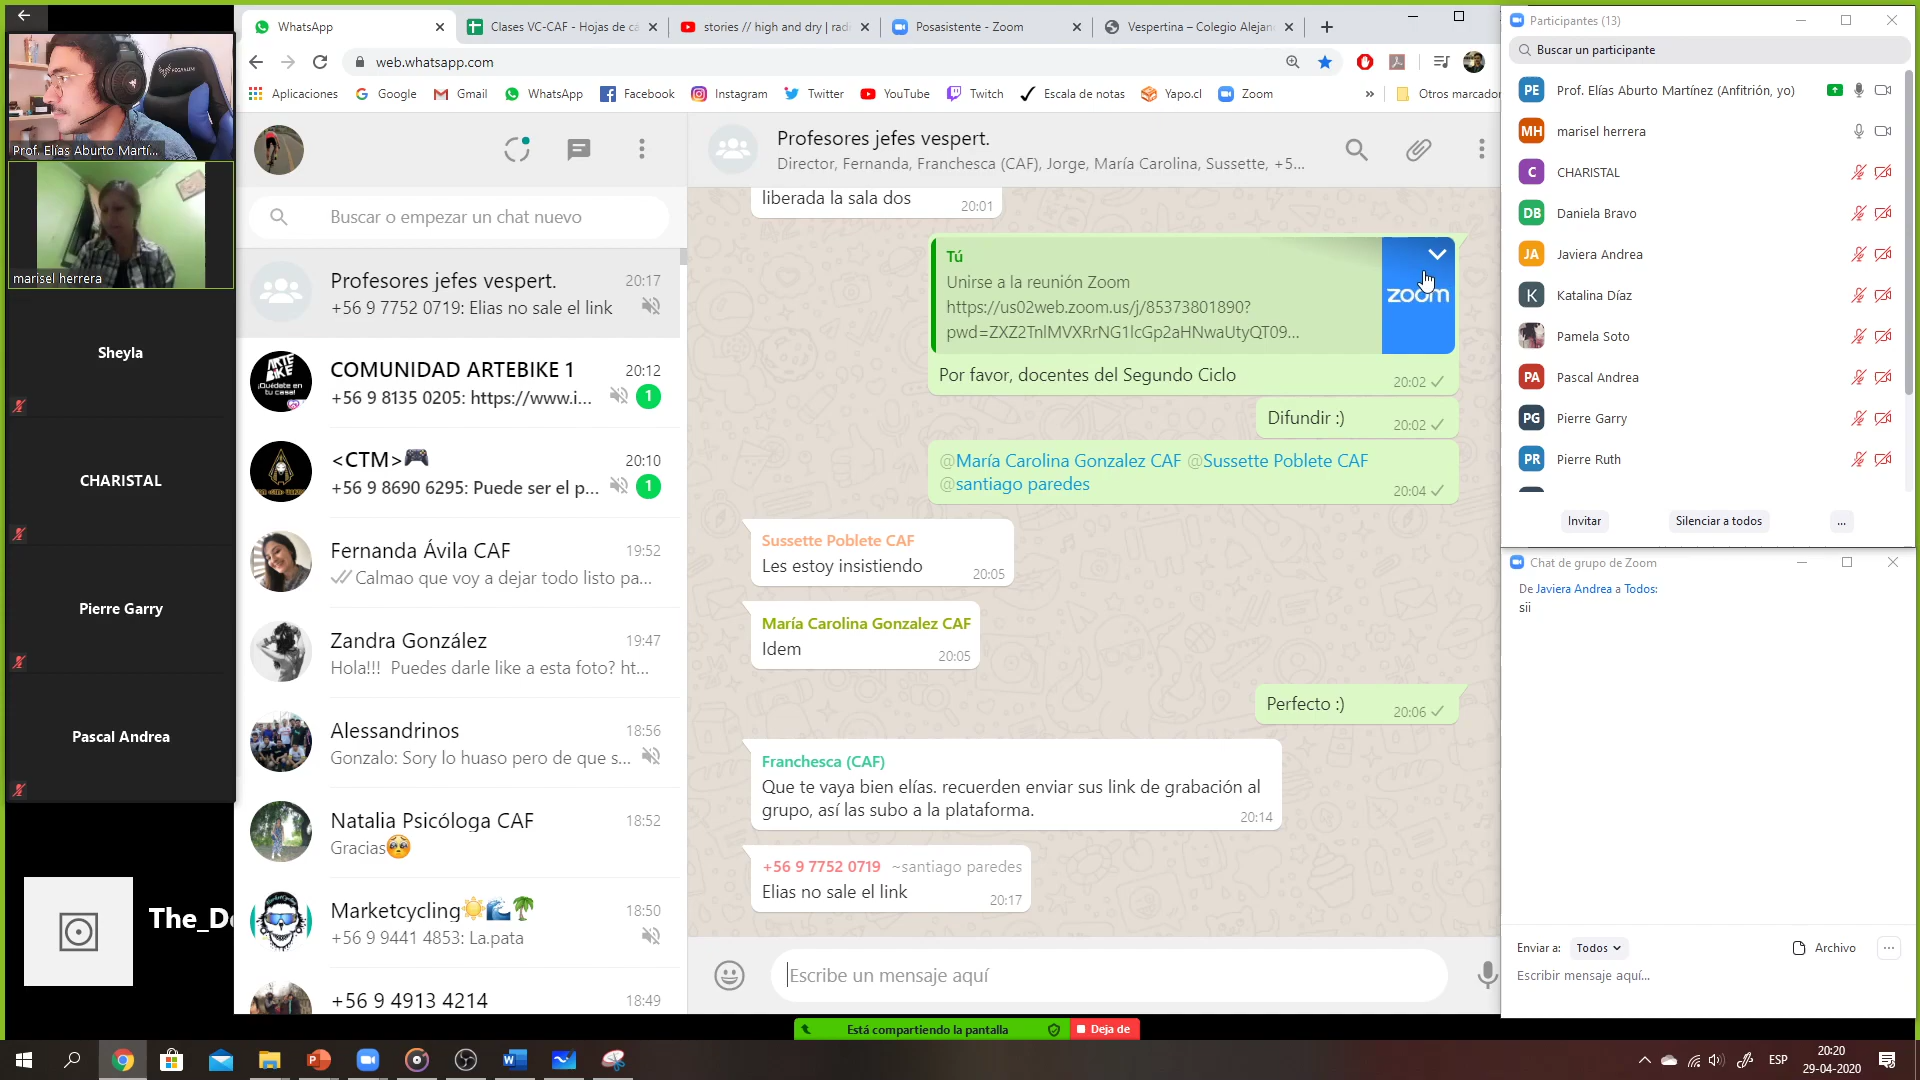 Prof. Elías Aburto Martí...
marisel herrera
Sheyla
CHARISTAL
Pierre Garry
Pascal Andrea
WhatsApp
Clases VC-CAF - Hojas de cá
stories // high and dry | radi
Posasistente - Zoom
Vespertina – Colegio Alejan
web.whatsapp.com
Aplicaciones
Google
Gmail
WhatsApp
Facebook
Instagram
Twitter
YouTube
Twitch
Escala de notas
Yapo.cl
Zoom
»
Otros marcador
Buscar o empezar un chat nuevo
Profesores jefes vespert.
20:17
+56 9 7752 0719: Elias no sale el link
COMUNIDAD ARTEBIKE 1
20:12
+56 9 8135 0205: https://www.i...
1
ARTE BIKE
¡Quédate en
tu casa!
<CTM>🎮
20:10
+56 9 8690 6295: Puede ser el p...
1
Fernanda Ávila CAF
19:52
Calmao que voy a dejar todo listo pa...
Zandra González
19:47
Hola!!! Puedes darle like a esta foto? ht...
Alessandrinos
18:56
Gonzalo: Sory lo huaso pero de que s...
Natalia Psicóloga CAF
18:52
Gracias🥺
Marketcycling☀️🌊🌴
18:50
+56 9 9441 4853: La.pata
+56 9 4913 4214
18:49
Profesores jefes vespert.
Director, Fernanda, Franchesca (CAF), Jorge, María Carolina, Sussette, +5...
liberada la sala dos
20:01
Tú
Unirse a la reunión Zoom
https://us02web.zoom.us/j/85373801890?
pwd=ZXZ2TnlMVXRrNG1lcGp2aHNwaUtyQT09...
zoom
Por favor, docentes del Segundo Ciclo
20:02
Difundir :)
20:02
@María Carolina Gonzalez CAF @Sussette Poblete CAF
@santiago paredes
20:04
Sussette Poblete CAF
Les estoy insistiendo
20:05
María Carolina Gonzalez CAF
Idem
20:05
Perfecto :)
20:06
Franchesca (CAF)
Que te vaya bien elías. recuerden enviar sus link de grabación al
grupo, así las subo a la plataforma.
20:14
+56 9 7752 0719 ~santiago paredes
Elias no sale el link
20:17
Escribe un mensaje aquí
Está compartiendo la pantalla
Deja de
Participantes (13)
Buscar un participante
PE
Prof. Elías Aburto Martínez (Anfitrión, yo)
MH
marisel herrera
C
CHARISTAL
DB
Daniela Bravo
JA
Javiera Andrea
K
Katalina Díaz
Pamela Soto
PA
Pascal Andrea
PG
Pierre Garry
PR
Pierre Ruth
Invitar
Silenciar a todos
...
Chat de grupo de Zoom
De Javiera Andrea a Todos:
sii
Enviar a:
Todos
Archivo
Escribir mensaje aquí...
ESP
20:20
29-04-2020